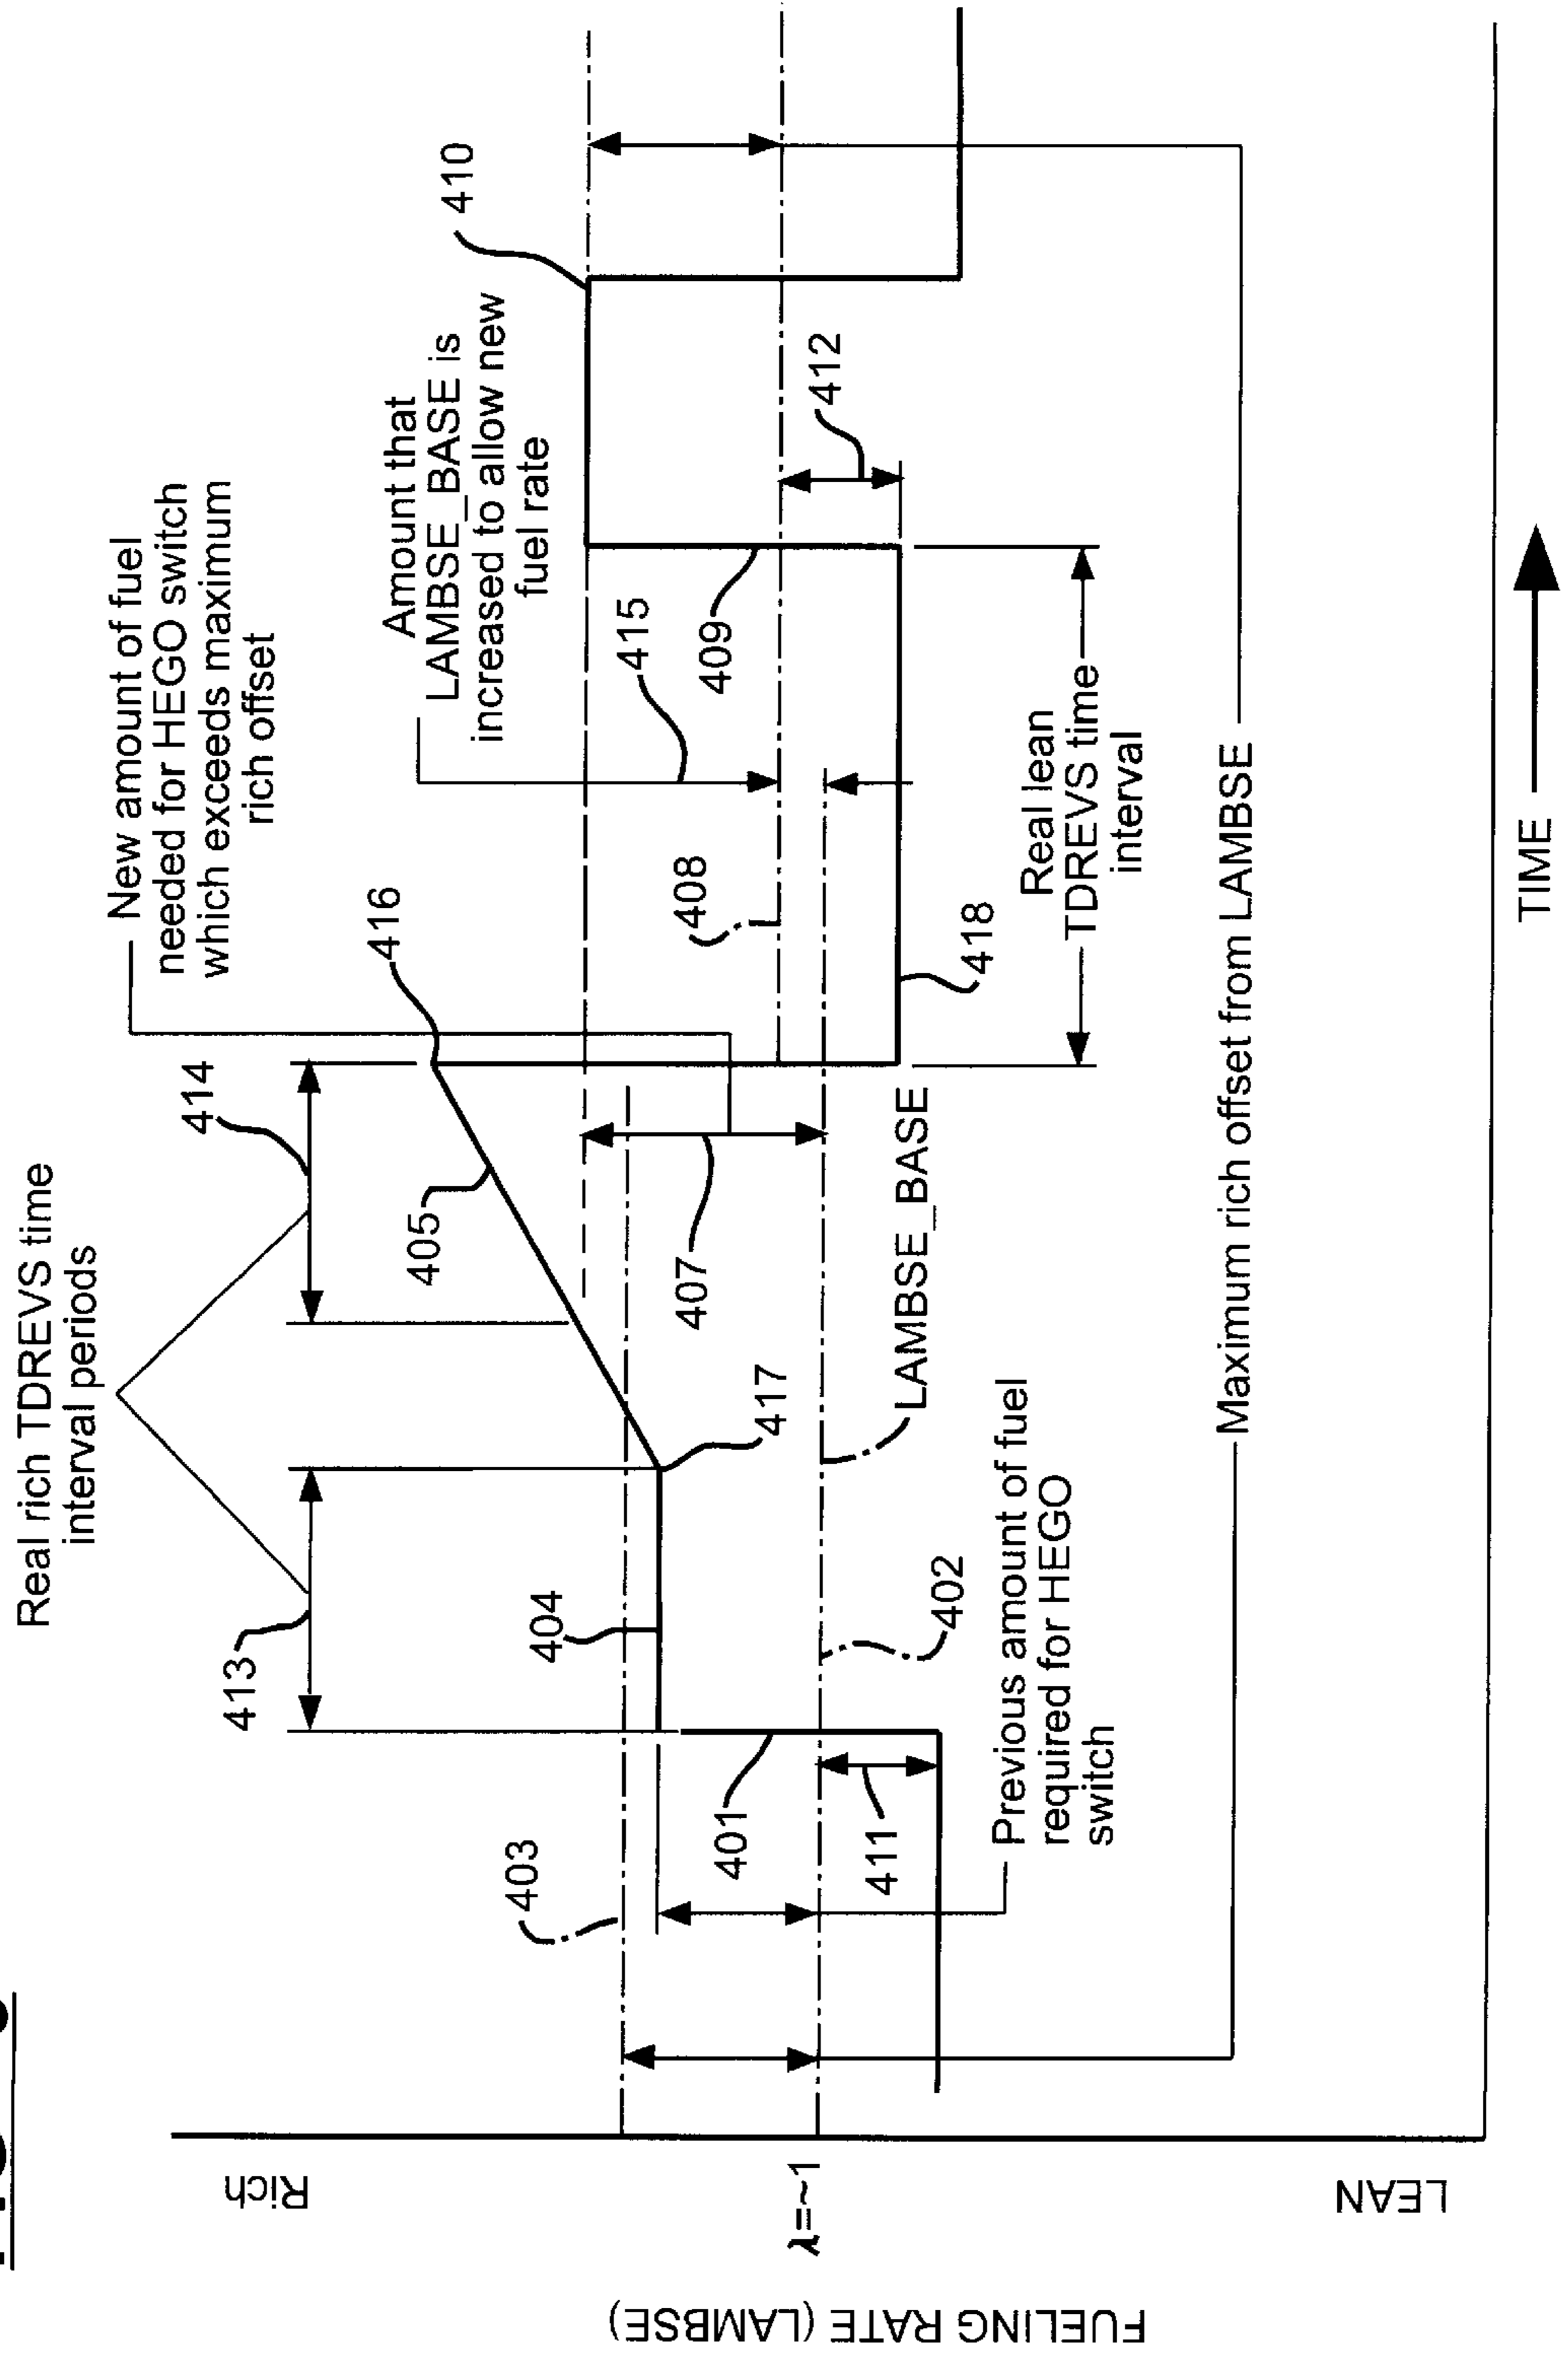 Real rich TDREVS time
interval periods
413
414
New amount of fuel
needed for HEGO switch
which exceeds maximum
rich offset
416
405
Amount that
LAMBSE_BASE is
increased to allow new
fuel rate
410
415
403
404
417
407
408
409
412
401
411
402
LAMBSE_BASE
418
Previous amount of fuel
required for HEGO
switch
Real lean
TDREVS time
interval
Maximum rich offset from LAMBSE
TIME
Rich
λ=~1
LEAN
FUELING RATE (LAMBSE)